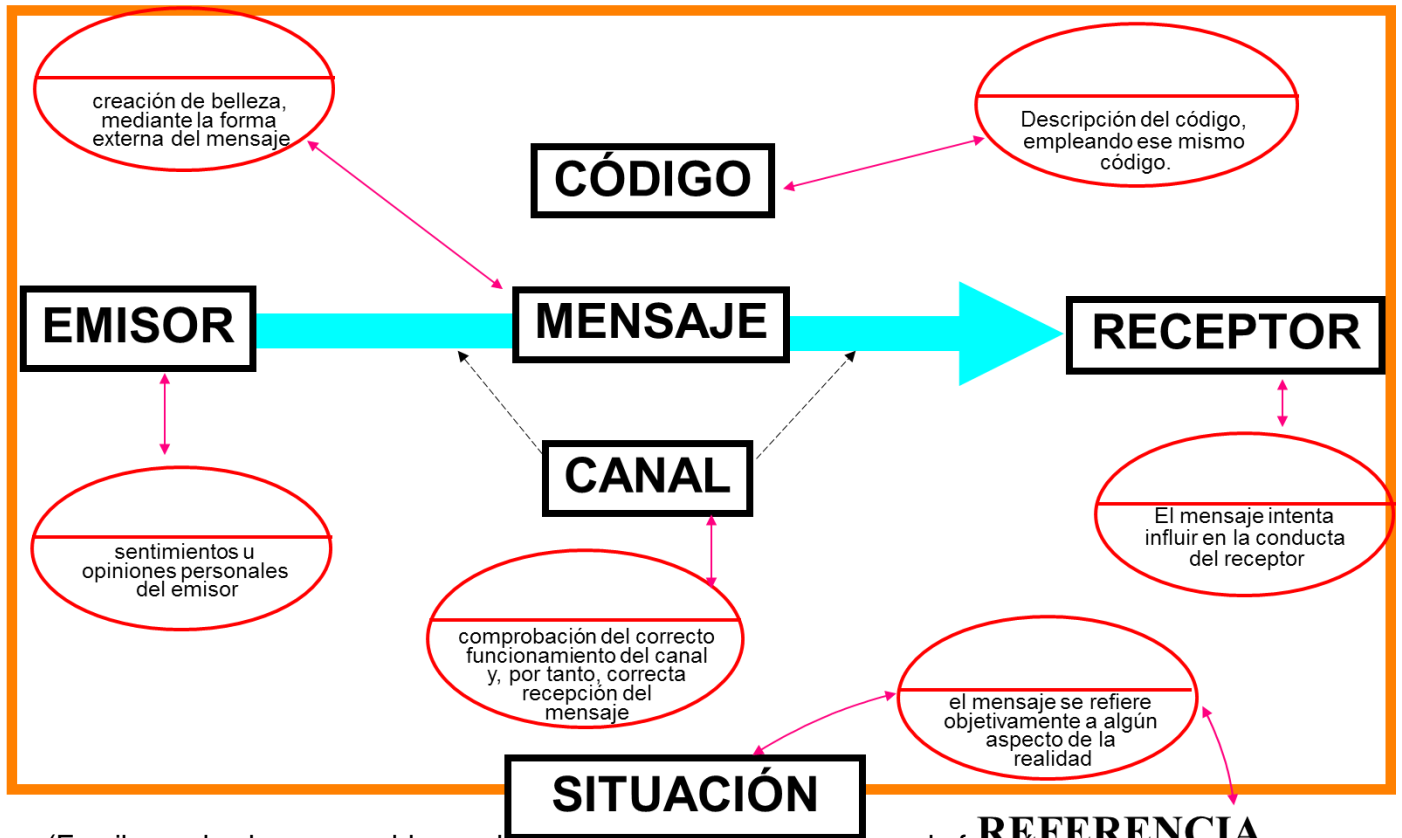 creación de belleza,
mediante la forma
externa del mensaje
Descripción del código,
empleando ese mismo
código.
CÓDIGO
EMISOR
MENSAJE
RECEPTOR
CANAL
sentimientos u
opiniones personales
del emisor
El mensaje intenta
influir en la conducta
del receptor
comprobación del correcto
funcionamiento del canal
y, por tanto, correcta
recepción del
mensaje
el mensaje se refiere
objetivamente a algún
aspecto de la
realidad
SITUACIÓN
REFERENCIA